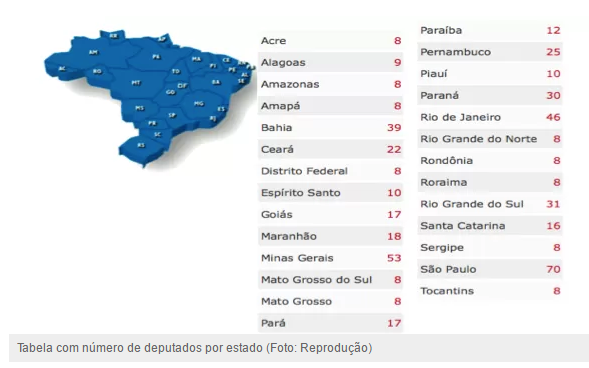 RR
AP
AM
PA
MA
CE
RN
PB
PI
PE
AC
AL
TO
SE
RO
BA
MT
DF
GO
MG
ES
MS
SP
RJ
PR
SC
RS
Acre 8
Alagoas 9
Amazonas 8
Amapá 8
Bahia 39
Ceará 22
Distrito Federal 8
Espírito Santo 10
Goiás 17
Maranhão 18
Minas Gerais 53
Mato Grosso do Sul 8
Mato Grosso 8
Pará 17
Paraíba 12
Pernambuco 25
Piauí 10
Paraná 30
Rio de Janeiro 46
Rio Grande do Norte 8
Rondônia 8
Roraima 8
Rio Grande do Sul 31
Santa Catarina 16
Sergipe 8
São Paulo 70
Tocantins 8
Tabela com número de deputados por estado (Foto: Reprodução)